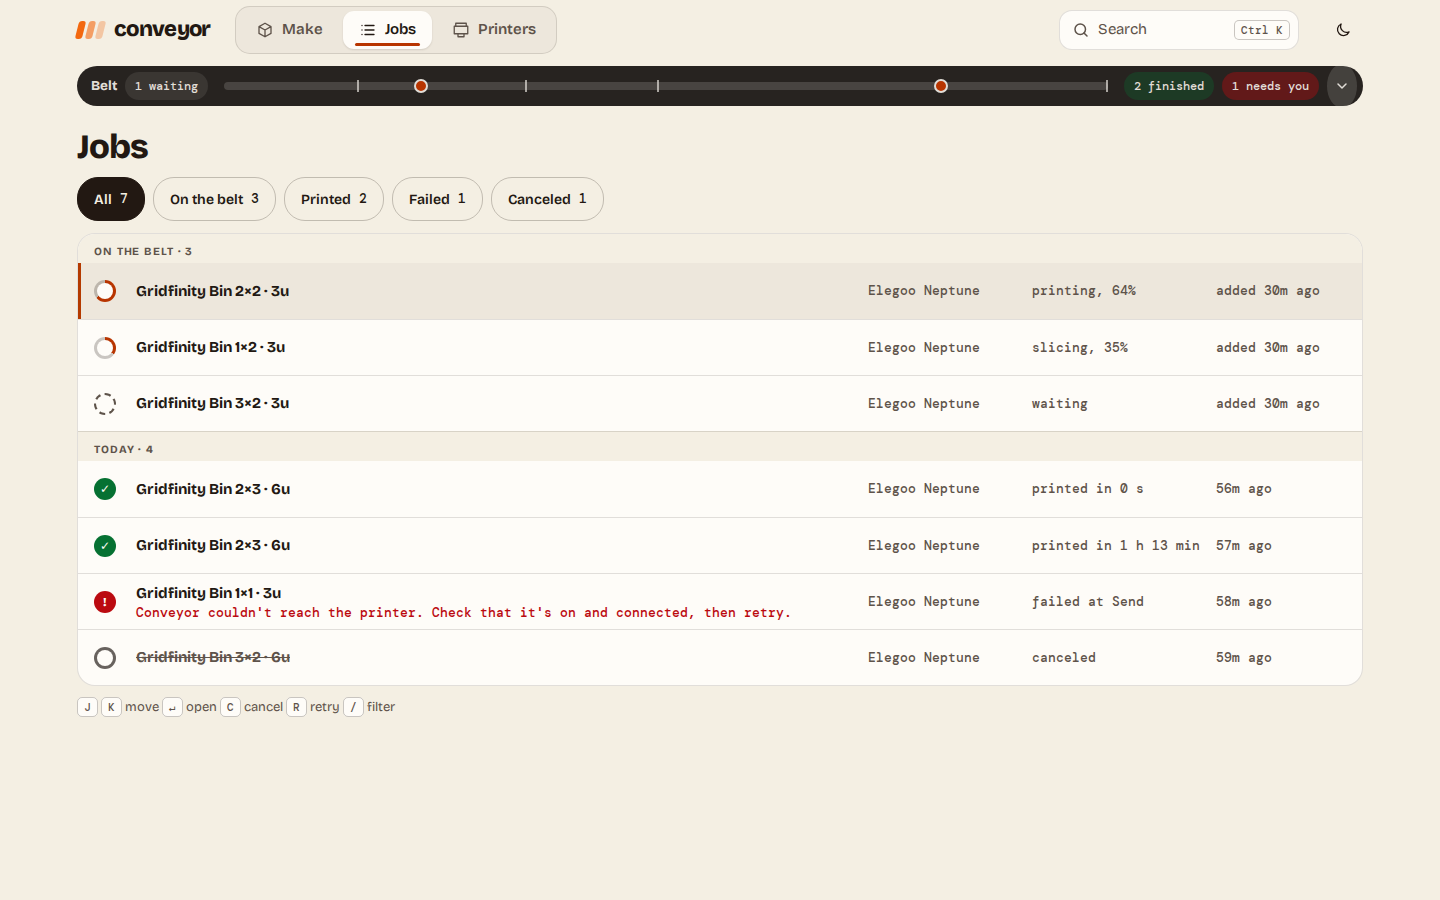 conveyor
Make
Jobs
Printers
Search
Ctrl K
Belt
1 waiting
2 finished
1 needs you
Jobs
All 7
On the belt 3
Printed 2
Failed 1
Canceled 1
ON THE BELT · 3
Gridfinity Bin 2×2 · 3u Elegoo Neptune printing, 64% added 30m ago
Gridfinity Bin 1×2 · 3u Elegoo Neptune slicing, 35% added 30m ago
Gridfinity Bin 3×2 · 3u Elegoo Neptune waiting added 30m ago
TODAY · 4
✓ Gridfinity Bin 2×3 · 6u Elegoo Neptune printed in 0 s 56m ago
✓ Gridfinity Bin 2×3 · 6u Elegoo Neptune printed in 1 h 13 min 57m ago
! Gridfinity Bin 1×1 · 3u Elegoo Neptune failed at Send 58m ago
Conveyor couldn't reach the printer. Check that it's on and connected, then retry.
Gridfinity Bin 3×2 · 6u Elegoo Neptune canceled 59m ago
J K move ↵ open C cancel R retry / filter